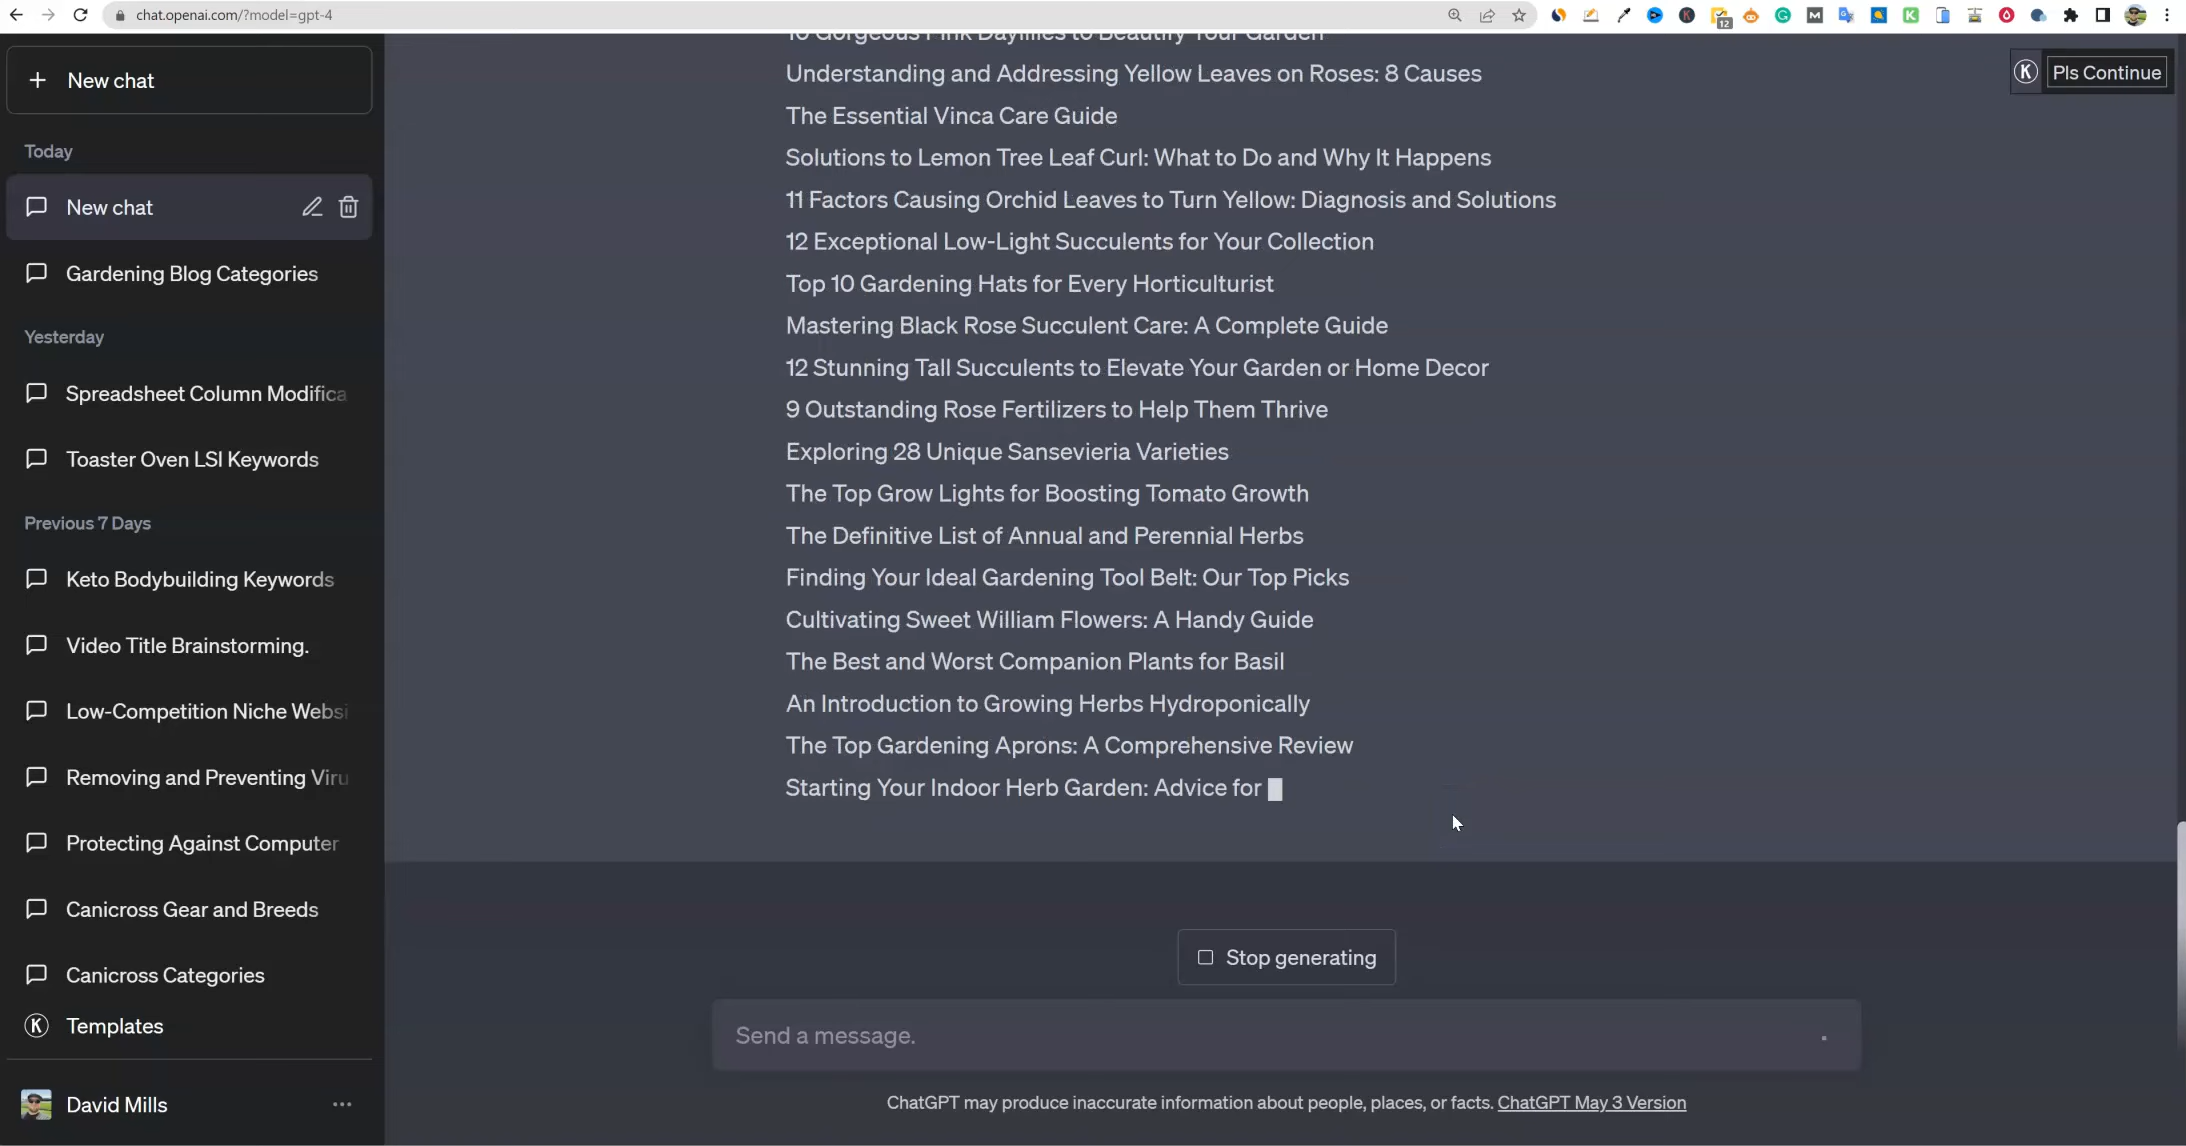 chat.openai.com/?model=gpt-4
12
New chat
Today
New chat
Gardening Blog Categories
Yesterday
Spreadsheet Column Modifica
Toaster Oven LSI Keywords
Previous 7 Days
Keto Bodybuilding Keywords
Video Title Brainstorming.
Low-Competition Niche Websi
Removing and Preventing Viru
Protecting Against Computer
Canicross Gear and Breeds
Canicross Categories
K Templates
David Mills
10 Gorgeous Pink Daylilies to Beautify Your Garden
Understanding and Addressing Yellow Leaves on Roses: 8 Causes
The Essential Vinca Care Guide
Solutions to Lemon Tree Leaf Curl: What to Do and Why It Happens
11 Factors Causing Orchid Leaves to Turn Yellow: Diagnosis and Solutions
12 Exceptional Low-Light Succulents for Your Collection
Top 10 Gardening Hats for Every Horticulturist
Mastering Black Rose Succulent Care: A Complete Guide
12 Stunning Tall Succulents to Elevate Your Garden or Home Decor
9 Outstanding Rose Fertilizers to Help Them Thrive
Exploring 28 Unique Sansevieria Varieties
The Top Grow Lights for Boosting Tomato Growth
The Definitive List of Annual and Perennial Herbs
Finding Your Ideal Gardening Tool Belt: Our Top Picks
Cultivating Sweet William Flowers: A Handy Guide
The Best and Worst Companion Plants for Basil
An Introduction to Growing Herbs Hydroponically
The Top Gardening Aprons: A Comprehensive Review
Starting Your Indoor Herb Garden: Advice for
K Pls Continue
Stop generating
Send a message.
ChatGPT may produce inaccurate information about people, places, or facts. ChatGPT May 3 Version